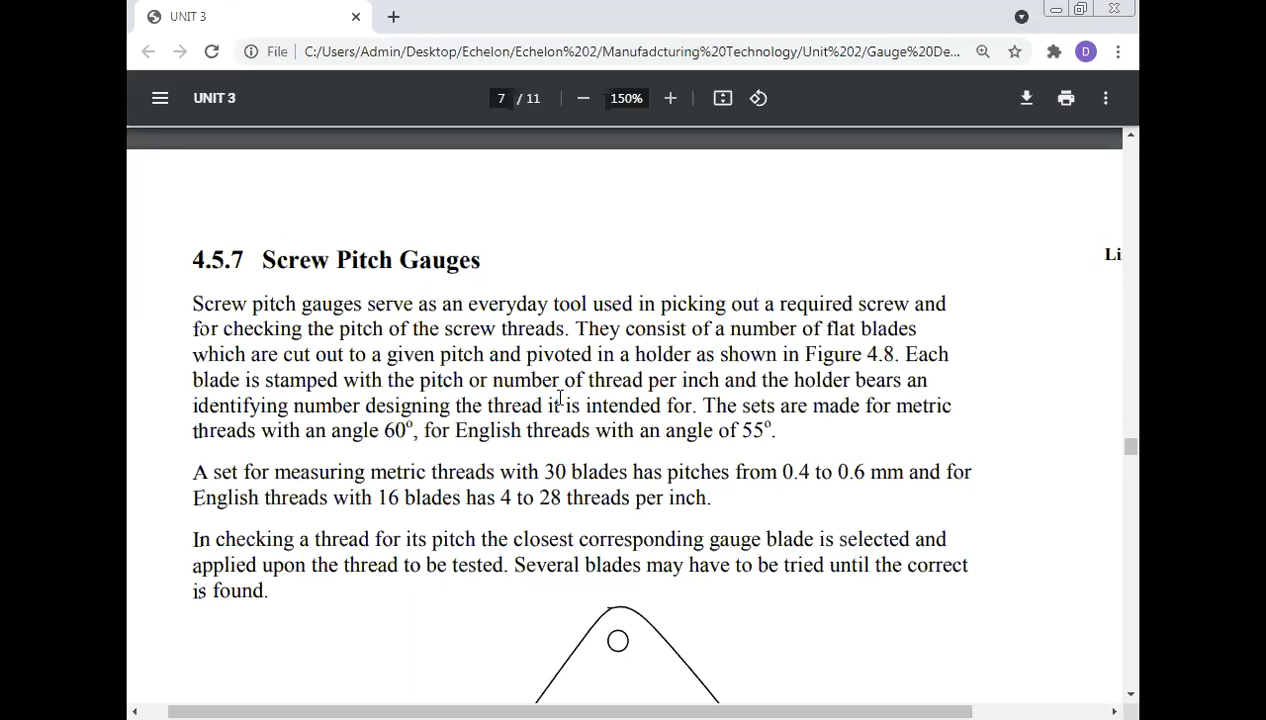 UNIT 3
File
C:/Users/Admin/Desktop/Echelon/Echelon%202/Manufadcturing%20Technology/Unit%202/Gauge%20De...
D
UNIT 3
7 / 11
150%
4.5.7 Screw Pitch Gauges
Li
Screw pitch gauges serve as an everyday tool used in picking out a required screw and
for checking the pitch of the screw threads. They consist of a number of flat blades
which are cut out to a given pitch and pivoted in a holder as shown in Figure 4.8. Each
blade is stamped with the pitch or number of thread per inch and the holder bears an
identifying number designing the thread it is intended for. The sets are made for metric
threads with an angle 60º, for English threads with an angle of 55º.
A set for measuring metric threads with 30 blades has pitches from 0.4 to 0.6 mm and for
English threads with 16 blades has 4 to 28 threads per inch.
In checking a thread for its pitch the closest corresponding gauge blade is selected and
applied upon the thread to be tested. Several blades may have to be tried until the correct
is found.